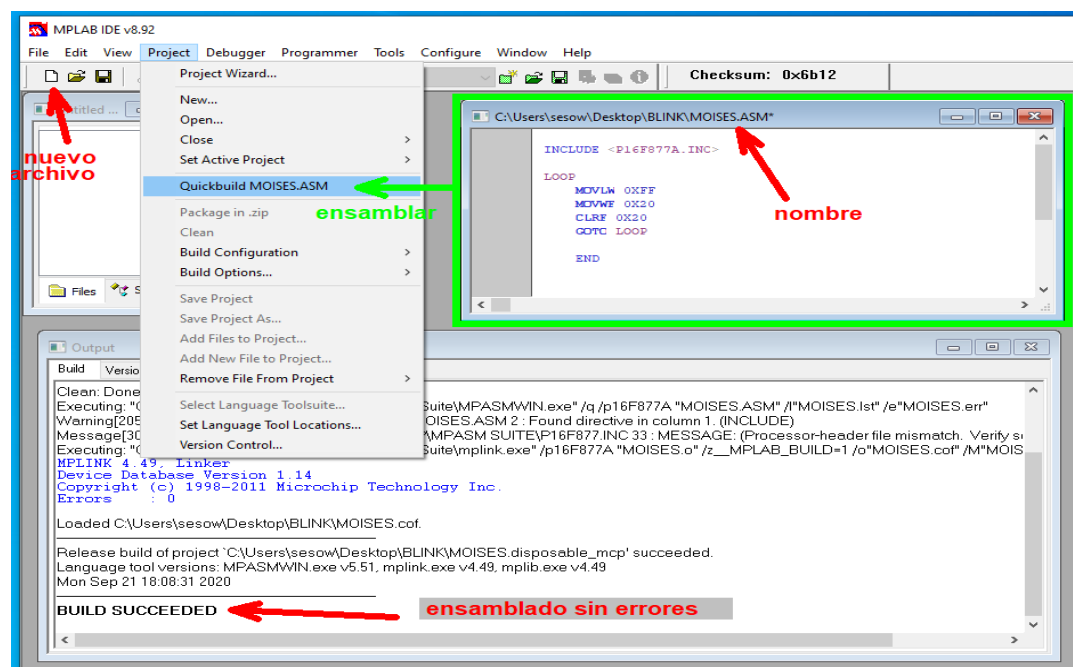 MPLAB IDE v8.92
File Edit View Project Debugger Programmer Tools Configure Window Help
Checksum: 0x6b12
nuevo
archivo
Project Wizard...
New...
Open...
Close
Set Active Project
Quickbuild MOISES.ASM
ensamblar
Package in .zip
Clean
Build Configuration
Build Options...
Save Project
Save Project As...
Add Files to Project...
Add New File to Project...
Remove File From Project
Select Language Toolsuite...
Set Language Tool Locations...
Version Control...
Files
C:\Users\sesow\Desktop\BLINK\MOISES.ASM*
INCLUDE <P16F877A.INC>
LOOP
MOVLW 0XFF
MOVWF 0X20
CLRF 0X20
GOTO LOOP
END
nombre
Output
Build Versio
Clean: Done
Executing: "C Suite\MPASMWIN.exe" /q /p16F877A "MOISES.ASM" /l"MOISES.lst" /e"MOISES.err"
Warning[205 OISES.ASM 2 : Found directive in column 1. (INCLUDE)
Message[30 \MPASM SUITE\P16F877.INC 33 : MESSAGE: (Processor-header file mismatch. Verify
Executing: "C Suite\mplink.exe" /p16F877A "MOISES.o" /z__MPLAB_BUILD=1 /o"MOISES.cof" /M"MOIS
MPLINK 4.49, Linker
Device Database Version 1.14
Copyright (c) 1998-2011 Microchip Technology Inc.
Errors : 0
Loaded C:\Users\sesow\Desktop\BLINK\MOISES.cof.
Release build of project `C:\Users\sesow\Desktop\BLINK\MOISES.disposable_mcp' succeeded.
Language tool versions: MPASMWIN.exe v5.51, mplink.exe v4.49, mplib.exe v4.49
Mon Sep 21 18:08:31 2020
BUILD SUCCEEDED
ensamblado sin errores